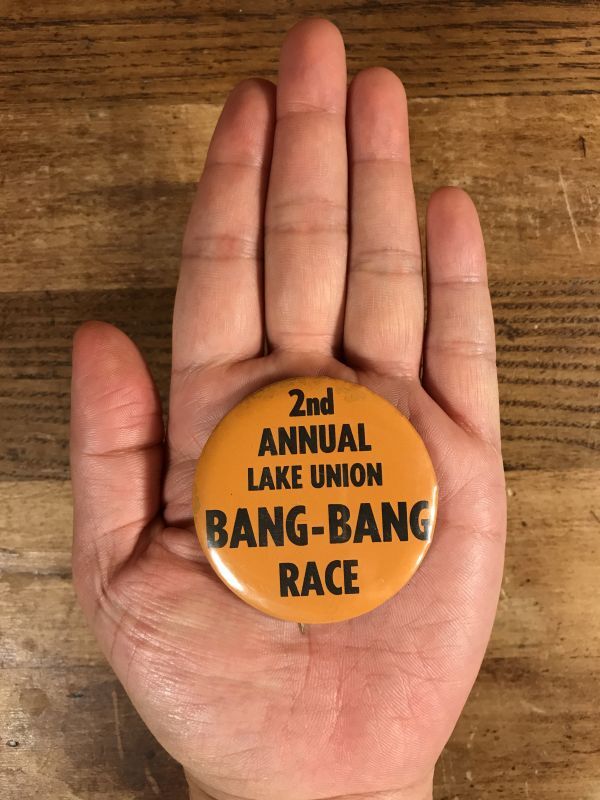 2nd
ANNUAL
LAKE UNION
BANG-BANG
RACE